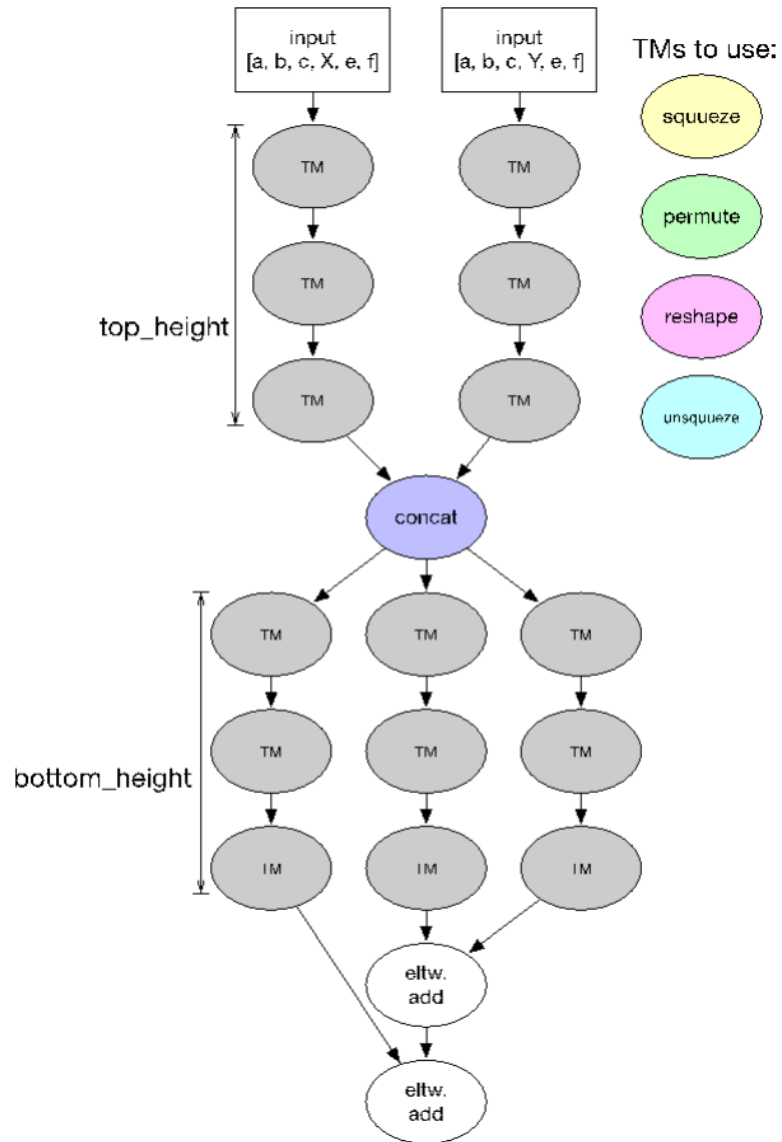 input
[a, b, c, X, e, f]
input
[a, b, c, Y, e, f]
TMs to use:
squueze
permute
reshape
unsqueeze
TM
TM
TM
TM
TM
TM
top_height
concat
TM
TM
TM
TM
TM
TM
bottom_height
TM
TM
TM
eltw.
add
eltw.
add